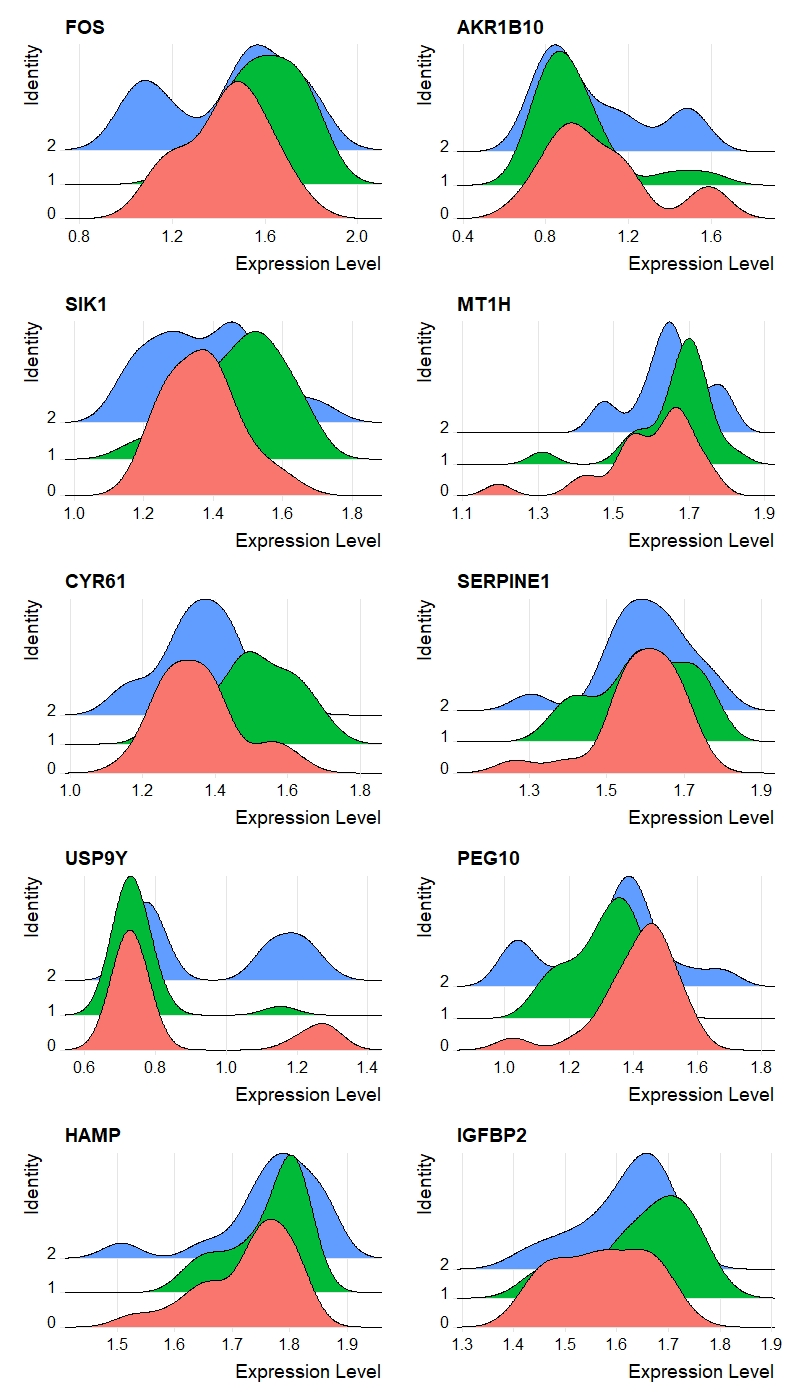 FOS
Identity
2
1
0
0.8 1.2 1.6 2.0
Expression Level
AKR1B10
Identity
2
1
0
0.4 0.8 1.2 1.6
Expression Level
SIK1
Identity
2
1
0
1.0 1.2 1.4 1.6 1.8
Expression Level
MT1H
Identity
2
1
0
1.1 1.3 1.5 1.7 1.9
Expression Level
CYR61
Identity
2
1
0
1.0 1.2 1.4 1.6 1.8
Expression Level
SERPINE1
Identity
2
1
0
1.3 1.5 1.7 1.9
Expression Level
USP9Y
Identity
2
1
0
0.6 0.8 1.0 1.2 1.4
Expression Level
PEG10
Identity
2
1
0
1.0 1.2 1.4 1.6 1.8
Expression Level
HAMP
Identity
2
1
0
1.5 1.6 1.7 1.8 1.9
Expression Level
IGFBP2
Identity
2
1
0
1.3 1.4 1.5 1.6 1.7 1.8 1.9
Expression Level